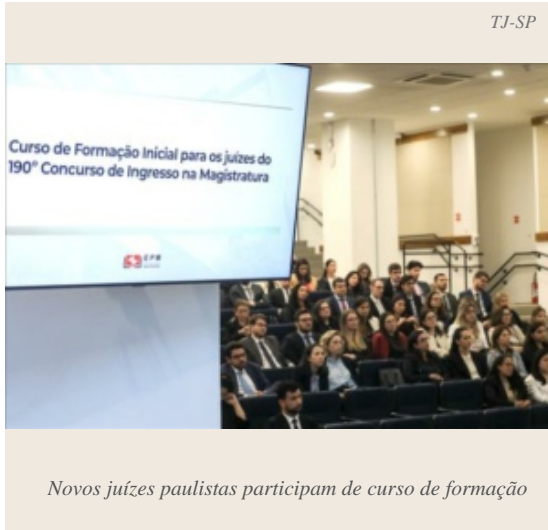 TJ-SP
Curso de Formação Inicial para os juízes do
190º Concurso de Ingresso na Magistratura
EPM
Novos juízes paulistas participam de curso de formação